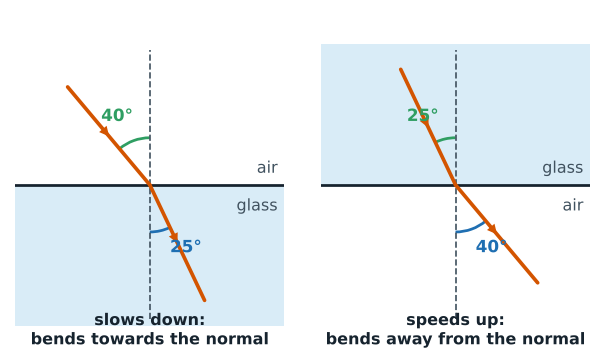 40°
air
glass
25°
slows down:
bends towards the normal
25°
glass
air
40°
speeds up:
bends away from the normal